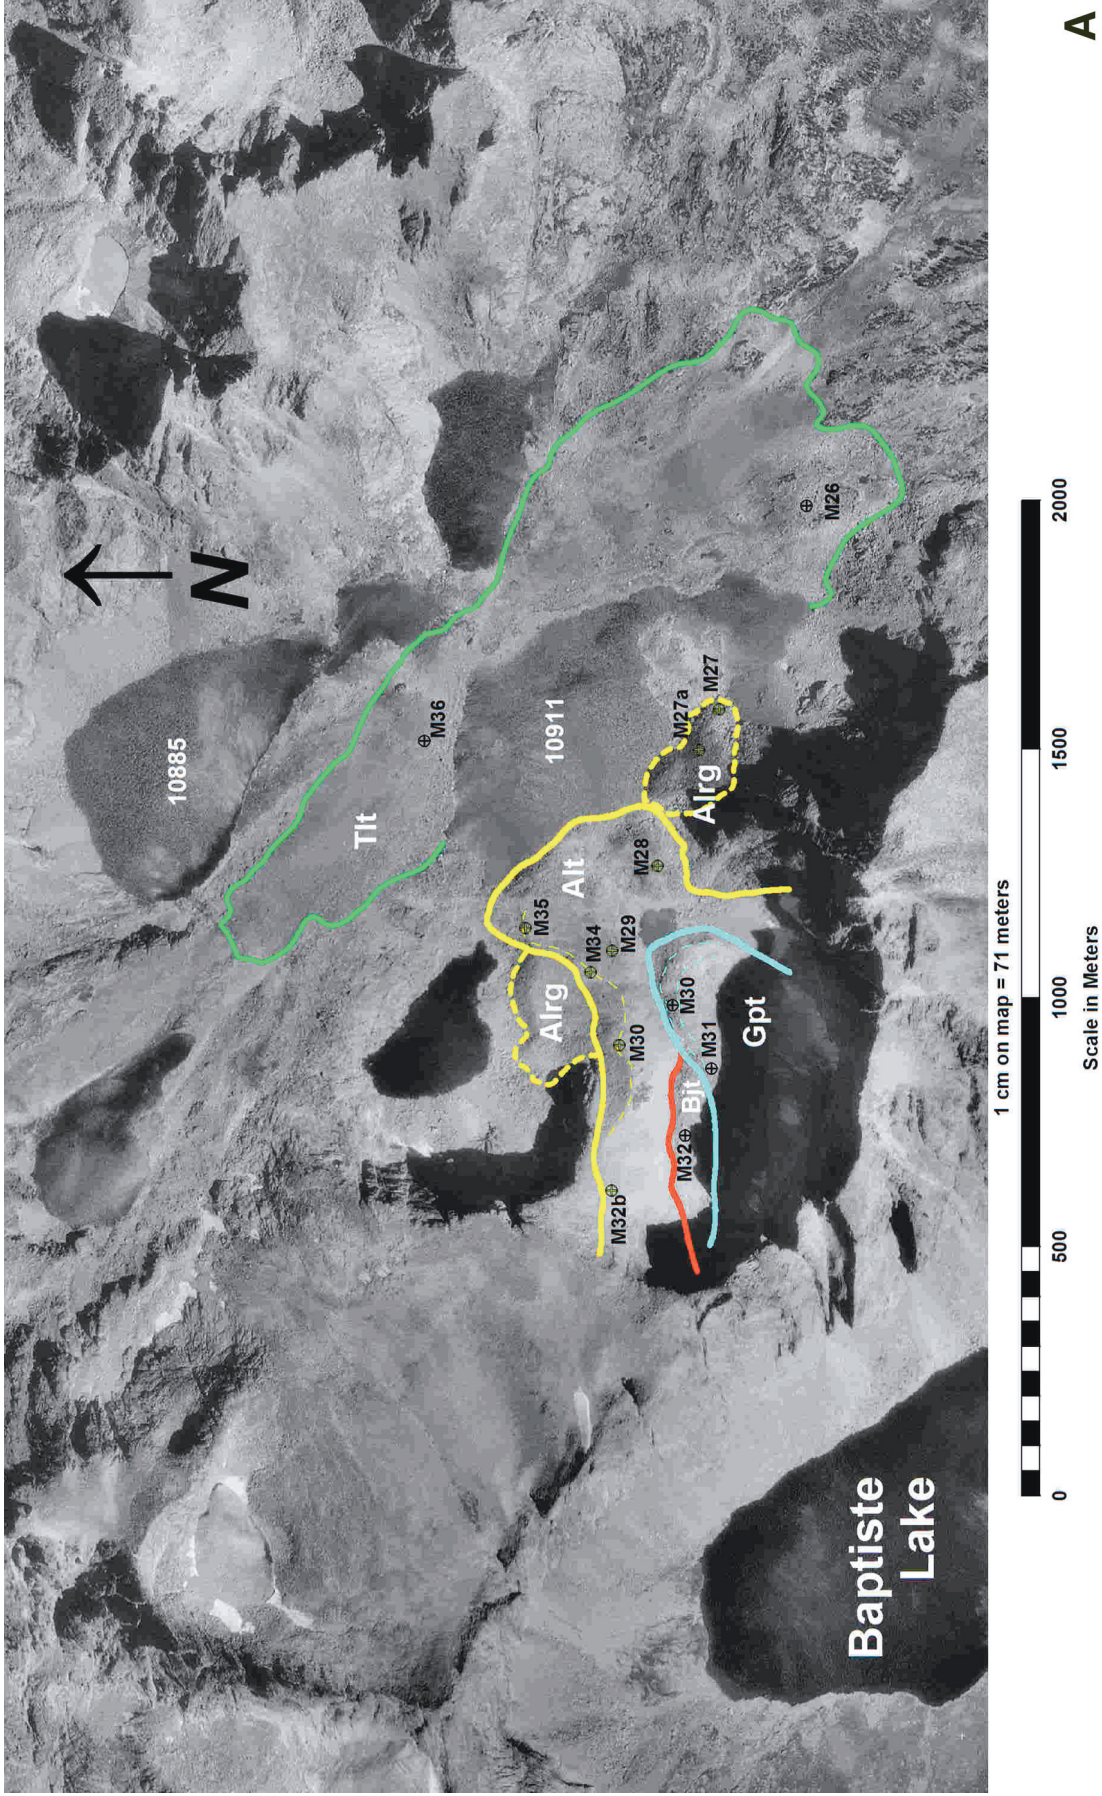 A
N
10885
10911
Tlt
M36
M26
Alt
M35
M34
M29
M28
M27a
M27
Alrg
Alrg
M30
M30
M31
Bjt
M32
M32b
Gpt
Baptiste
Lake
0
500
1000
1500
2000
1 cm on map = 71 meters
Scale in Meters